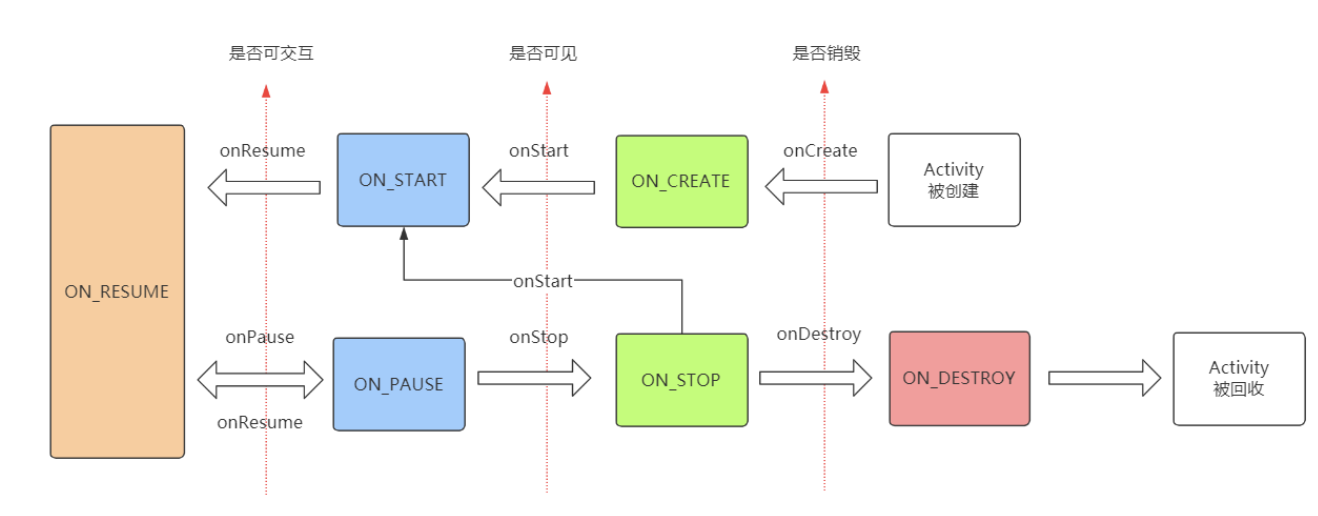 是否可交互
是否可见
是否销毁
onResume
onStart
onCreate
ON_START
ON_CREATE
Activity
被创建
ON_RESUME
onStart
onPause
onStop
onDestroy
ON_PAUSE
ON_STOP
ON_DESTROY
Activity
被回收
onResume